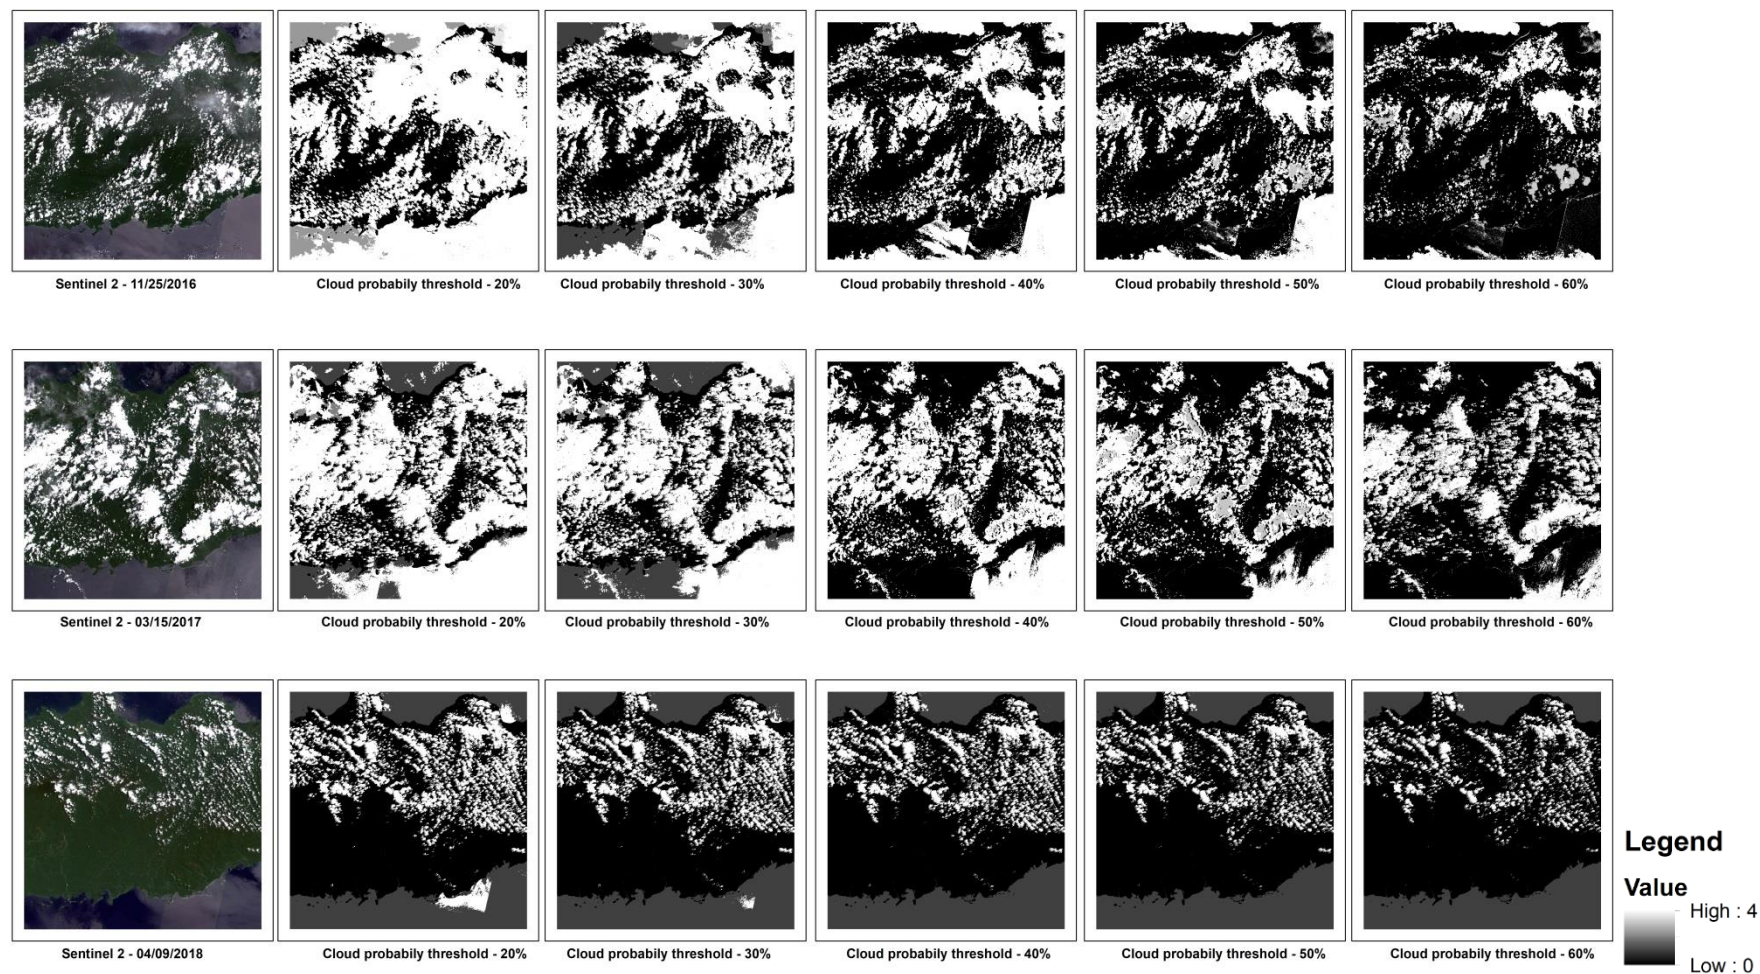 Sentinel 2 - 11/25/2016
Cloud probabily threshold - 20%
Cloud probabily threshold - 30%
Cloud probabily threshold - 40%
Cloud probabily threshold - 50%
Cloud probabily threshold - 60%
Sentinel 2 - 03/15/2017
Cloud probabily threshold - 20%
Cloud probabily threshold - 30%
Cloud probabily threshold - 40%
Cloud probabily threshold - 50%
Cloud probabily threshold - 60%
Sentinel 2 - 04/09/2018
Cloud probabily threshold - 20%
Cloud probabily threshold - 30%
Cloud probabily threshold - 40%
Cloud probabily threshold - 50%
Cloud probabily threshold - 60%
Legend
Value
High : 4
Low : 0